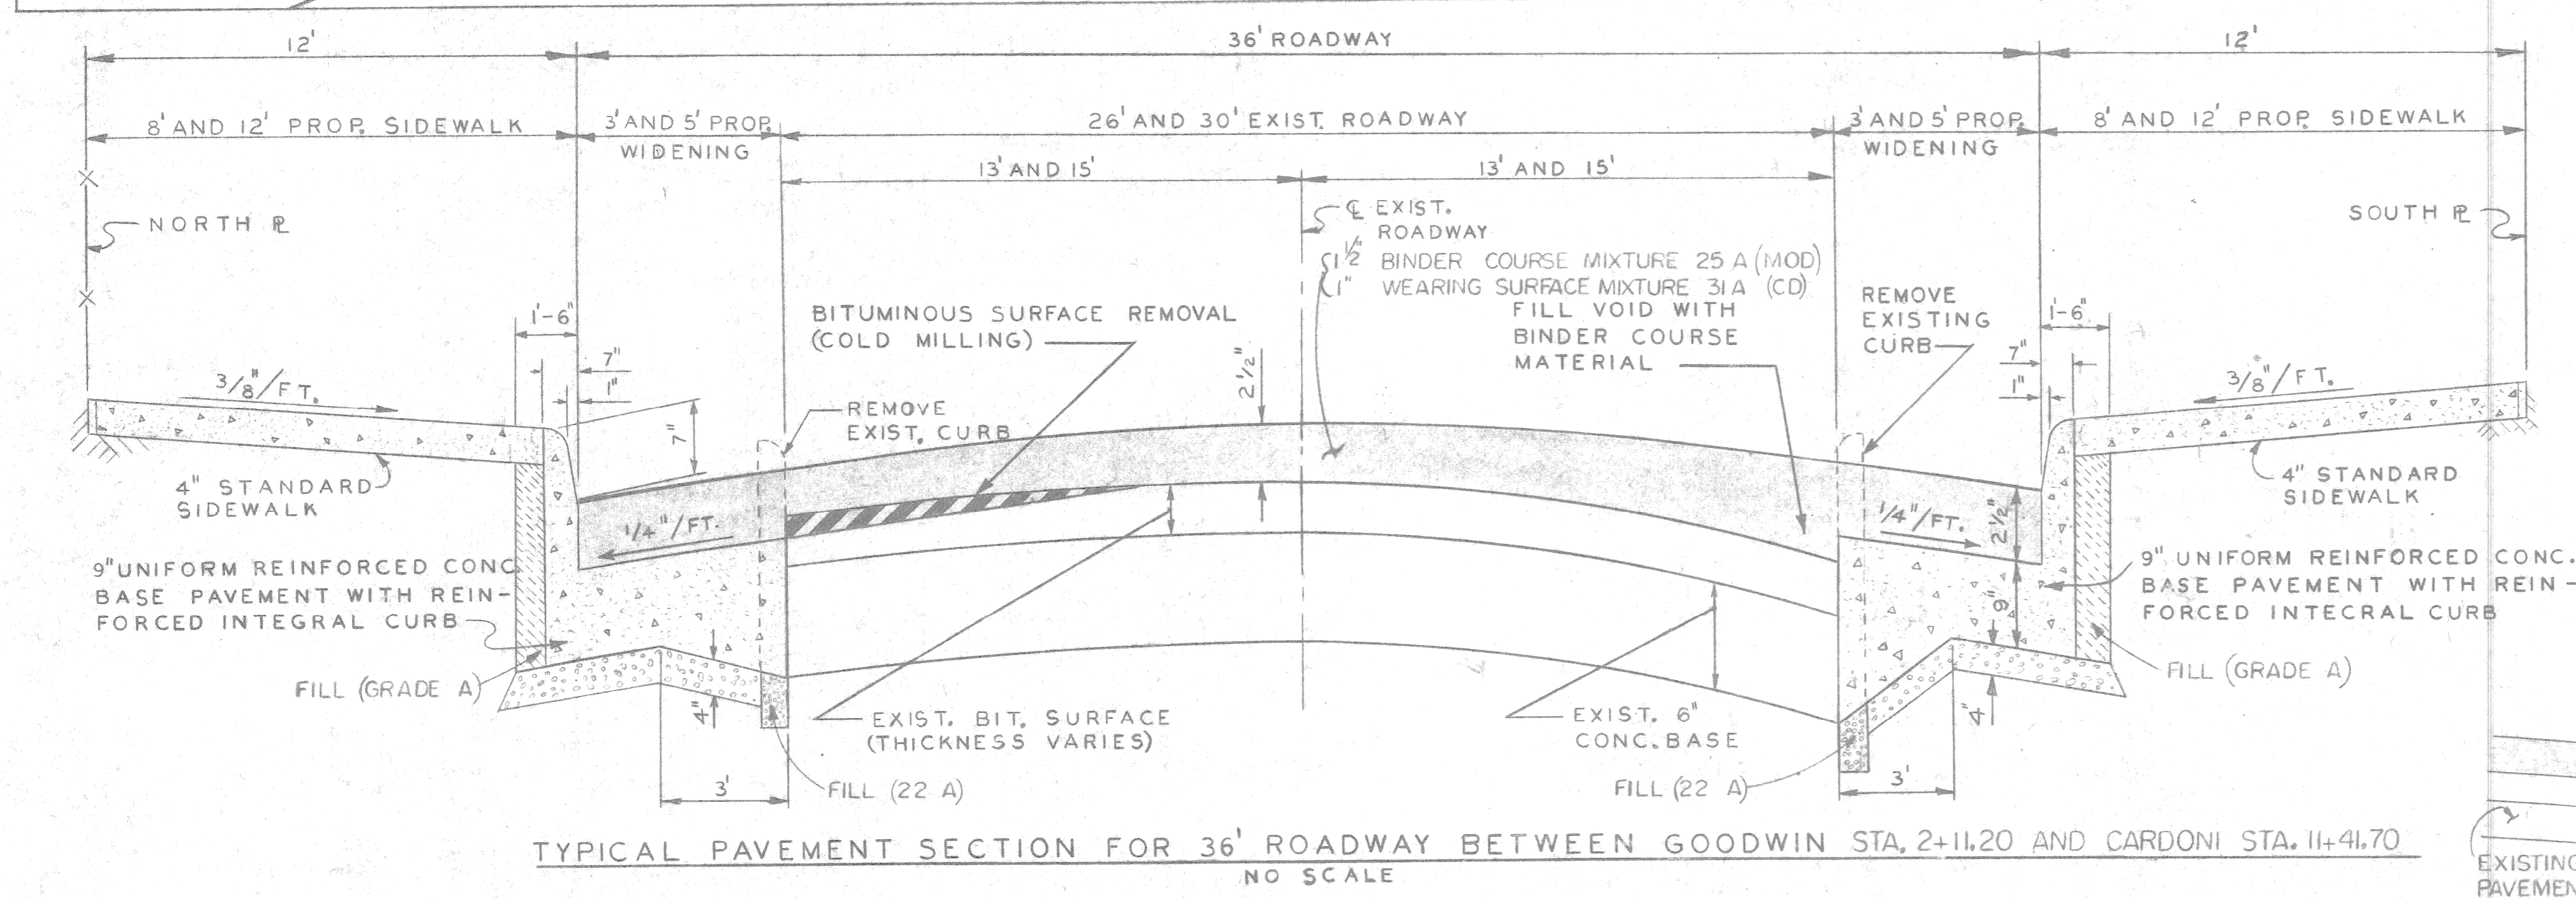 12'
36' ROADWAY
12'
8' AND 12' PROP. SIDEWALK
3' AND 5' PROP.
WIDENING
26' AND 30' EXIST. ROADWAY
3' AND 5' PROP.
WIDENING
8' AND 12' PROP. SIDEWALK
13' AND 15'
13' AND 15'
NORTH ⅊
℄ EXIST.
ROADWAY
SOUTH ⅊
1 1/2" BINDER COURSE MIXTURE 25 A (MOD)
1" WEARING SURFACE MIXTURE 31A (CD)
BITUMINOUS SURFACE REMOVAL
(COLD MILLING)
FILL VOID WITH
BINDER COURSE
MATERIAL
REMOVE
EXISTING
CURB
1'-6"
7"
1"
1'-6"
7"
1"
3/8"/FT.
3/8"/FT.
7"
2 1/2"
REMOVE
EXIST. CURB
4" STANDARD
SIDEWALK
4" STANDARD
SIDEWALK
1/4"/FT.
1/4"/FT.
2 1/2"
9" UNIFORM REINFORCED CONC.
BASE PAVEMENT WITH REIN-
FORCED INTEGRAL CURB
9"
9" UNIFORM REINFORCED CONC.
BASE PAVEMENT WITH REIN-
FORCED INTEGRAL CURB
FILL (GRADE A)
FILL (GRADE A)
4"
4"
EXIST. BIT. SURFACE
(THICKNESS VARIES)
EXIST. 6"
CONC. BASE
3'
FILL (22 A)
FILL (22 A)
3'
TYPICAL PAVEMENT SECTION FOR 36' ROADWAY BETWEEN GOODWIN STA. 2+11.20 AND CARDONI STA. 11+41.70
NO SCALE
EXISTING
PAVEMEN